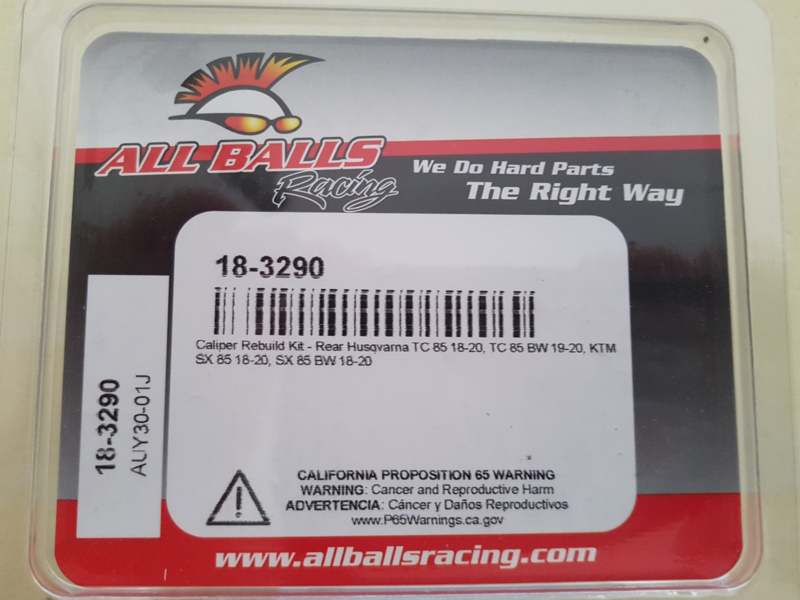 ALL BALLS
Racing
We Do Hard Parts
The Right Way
18-3290
Caliper Rebuild Kit - Rear Husqvarna TC 85 18-20, TC 85 BW 19-20, KTM
SX 85 18-20, SX 85 BW 18-20
18-3290
AUY30-01J
CALIFORNIA PROPOSITION 65 WARNING
WARNING: Cancer and Reproductive Harm
ADVERTENCIA: Cáncer y Daños Reproductivos
www.P65Warnings.ca.gov
www.allballsracing.com